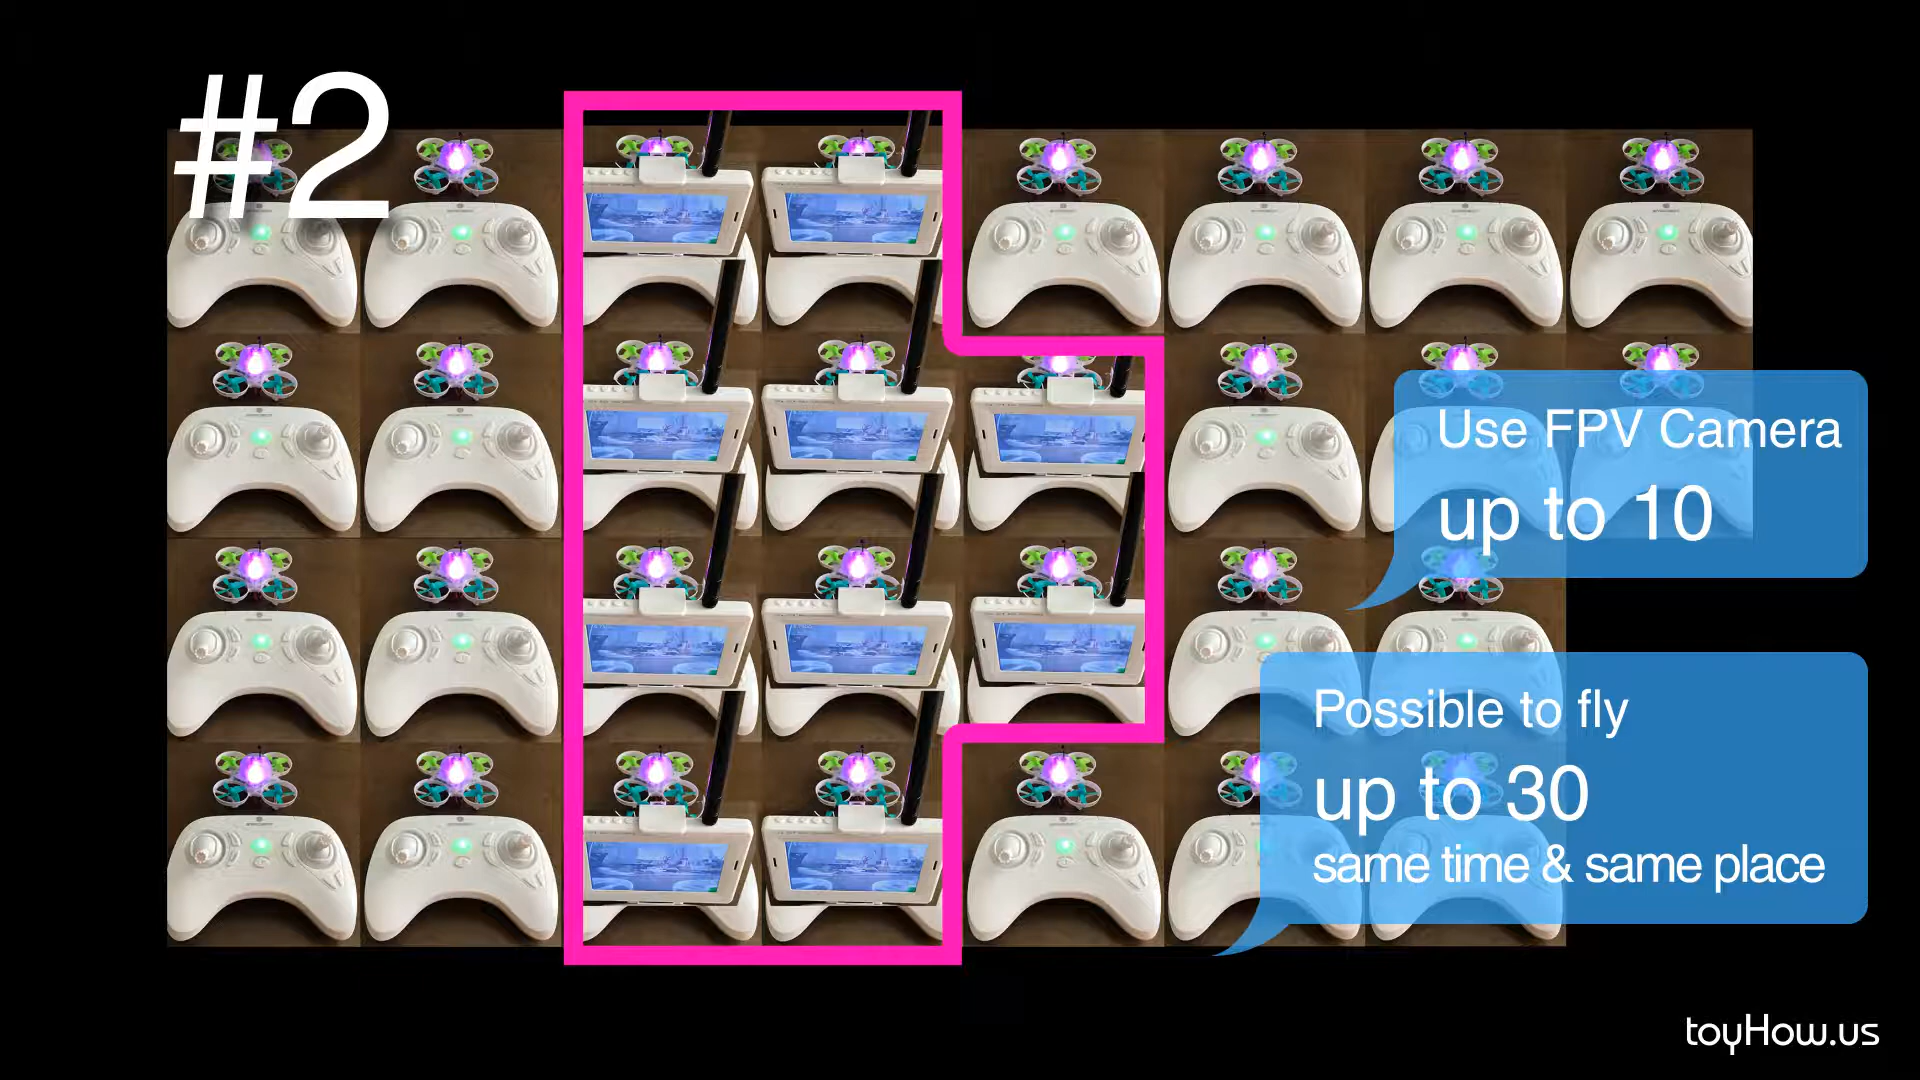 #2
Use FPV Camera
up to 10
Possible to fly
up to 30
same time & same place
toyHow.us